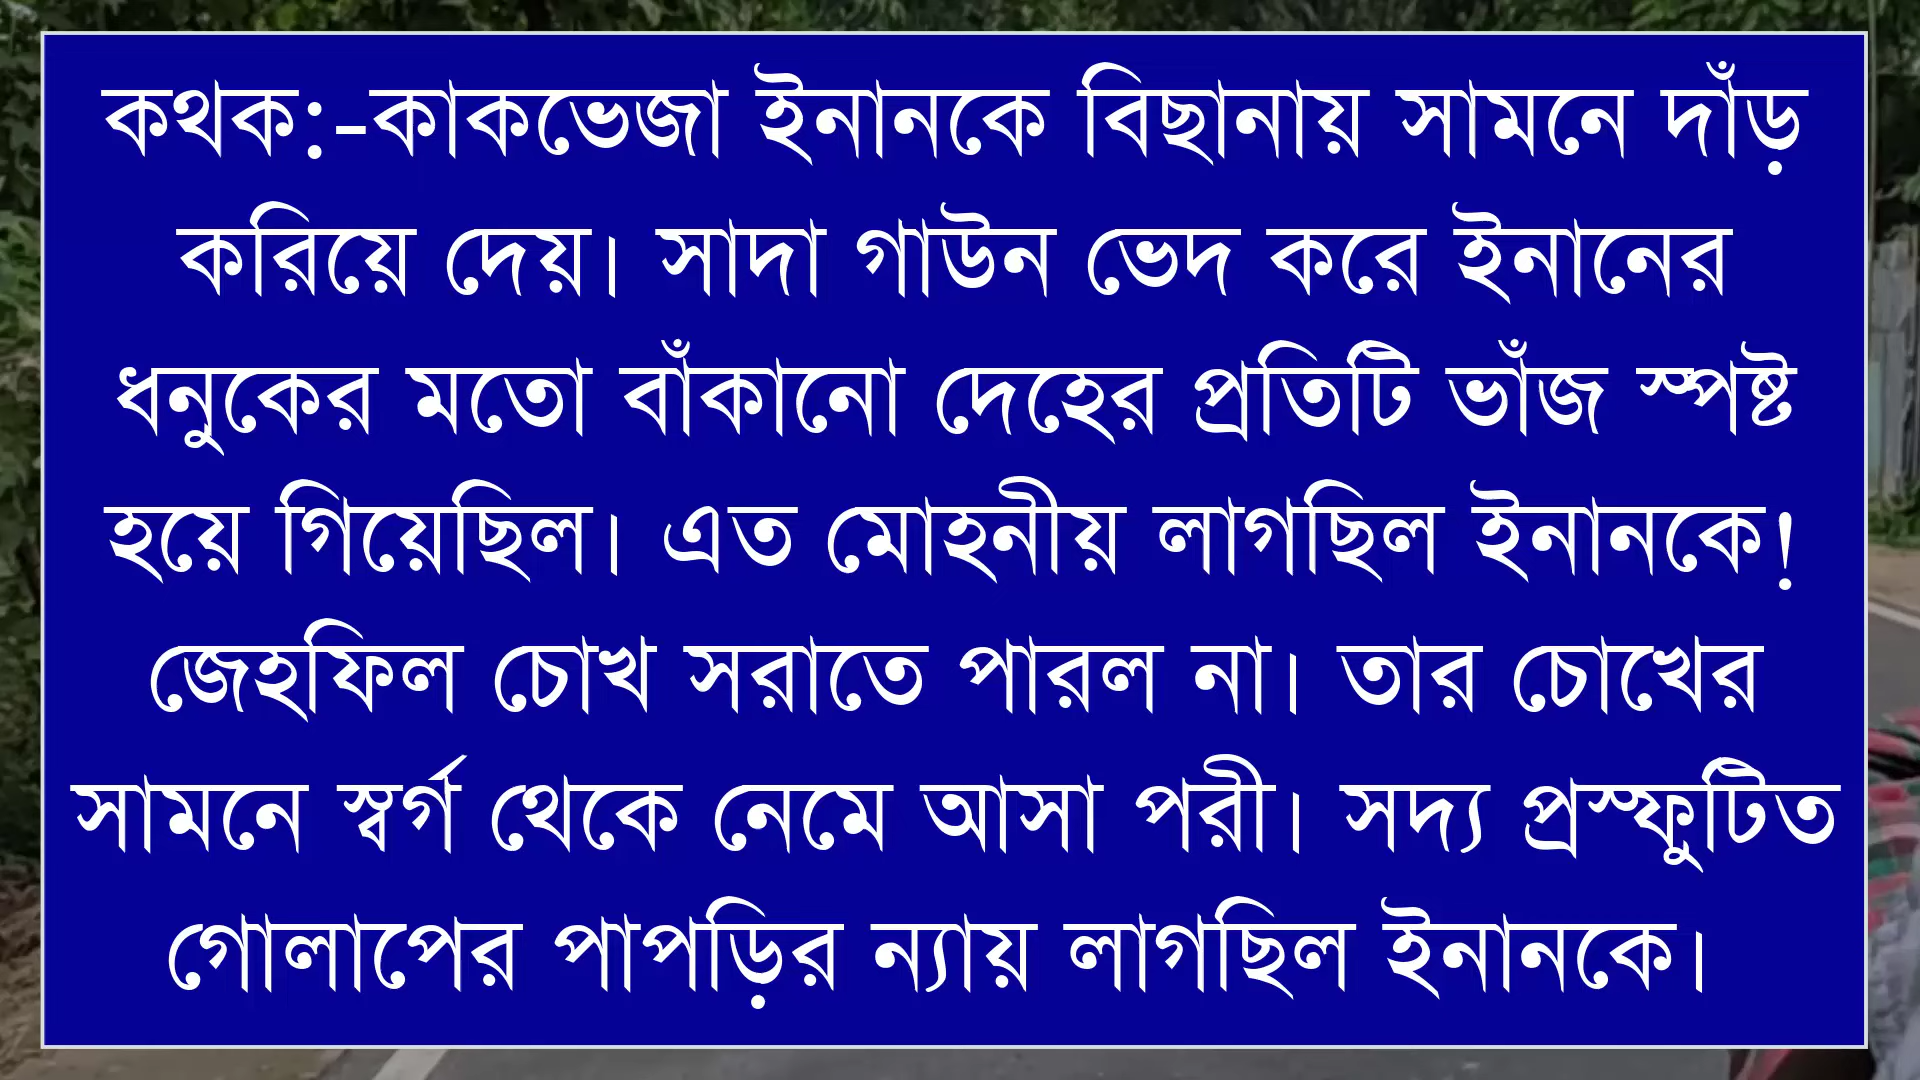 কথক:-কাকভেজা ইনানকে বিছানায় সামনে দাঁড়
করিয়ে দেয়। সাদা গাউন ভেদ করে ইনানের
ধনুকের মতো বাঁকানো দেহের প্রতিটি ভাঁজ স্পষ্ট
হয়ে গিয়েছিল। এত মোহনীয় লাগছিল ইনানকে!
জেহফিল চোখ সরাতে পারল না। তার চোখের
সামনে স্বর্গ থেকে নেমে আসা পরী। সদ্য প্রস্ফুটিত
গোলাপের পাপড়ির ন্যায় লাগছিল ইনানকে।